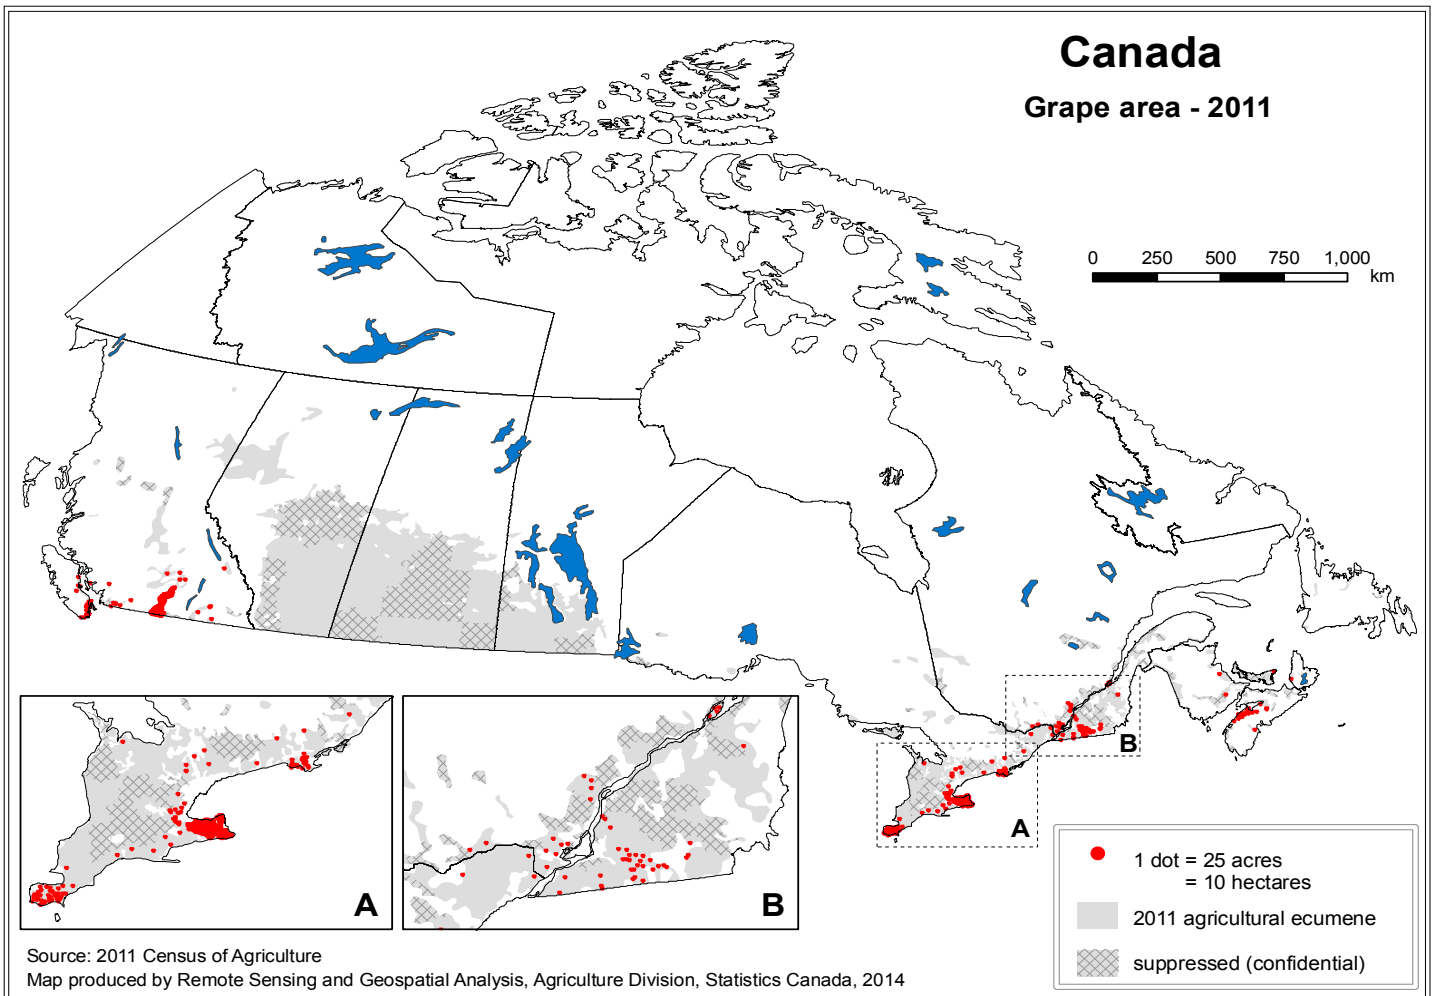 Canada
Grape area - 2011
0 250 500 750 1,000
km
B
A
A
B
1 dot = 25 acres
= 10 hectares
2011 agricultural ecumene
suppressed (confidential)
Source: 2011 Census of Agriculture
Map produced by Remote Sensing and Geospatial Analysis, Agriculture Division, Statistics Canada, 2014